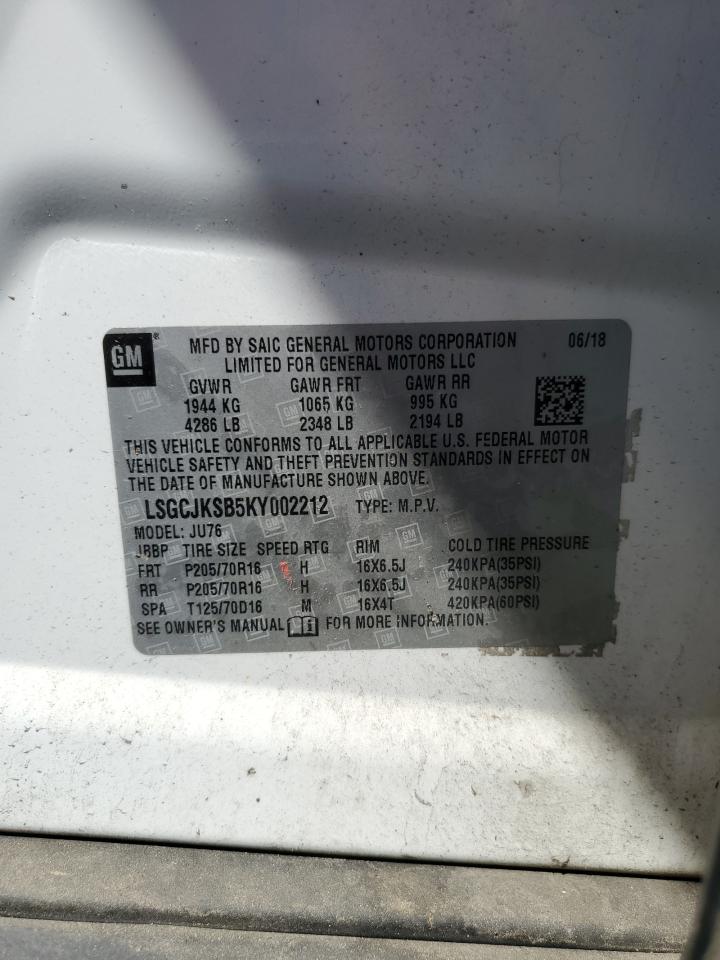 GM ®
MFD BY SAIC GENERAL MOTORS CORPORATION 06/18
LIMITED FOR GENERAL MOTORS LLC
GVWR GAWR FRT GAWR RR
1944 KG 1065 KG 995 KG
4286 LB 2348 LB 2194 LB
THIS VEHICLE CONFORMS TO ALL APPLICABLE U.S. FEDERAL MOTOR
VEHICLE SAFETY AND THEFT PREVENTION STANDARDS IN EFFECT ON
THE DATE OF MANUFACTURE SHOWN ABOVE.
LSGCJKSB5KY002212 TYPE: M.P.V.
MODEL: JU76
JBBP TIRE SIZE SPEED RTG RIM COLD TIRE PRESSURE
FRT P205/70R16 H 16X6.5J 240KPA(35PSI)
RR P205/70R16 H 16X6.5J 240KPA(35PSI)
SPA T125/70D16 M 16X4T 420KPA(60PSI)
SEE OWNER'S MANUAL FOR MORE INFORMATION.